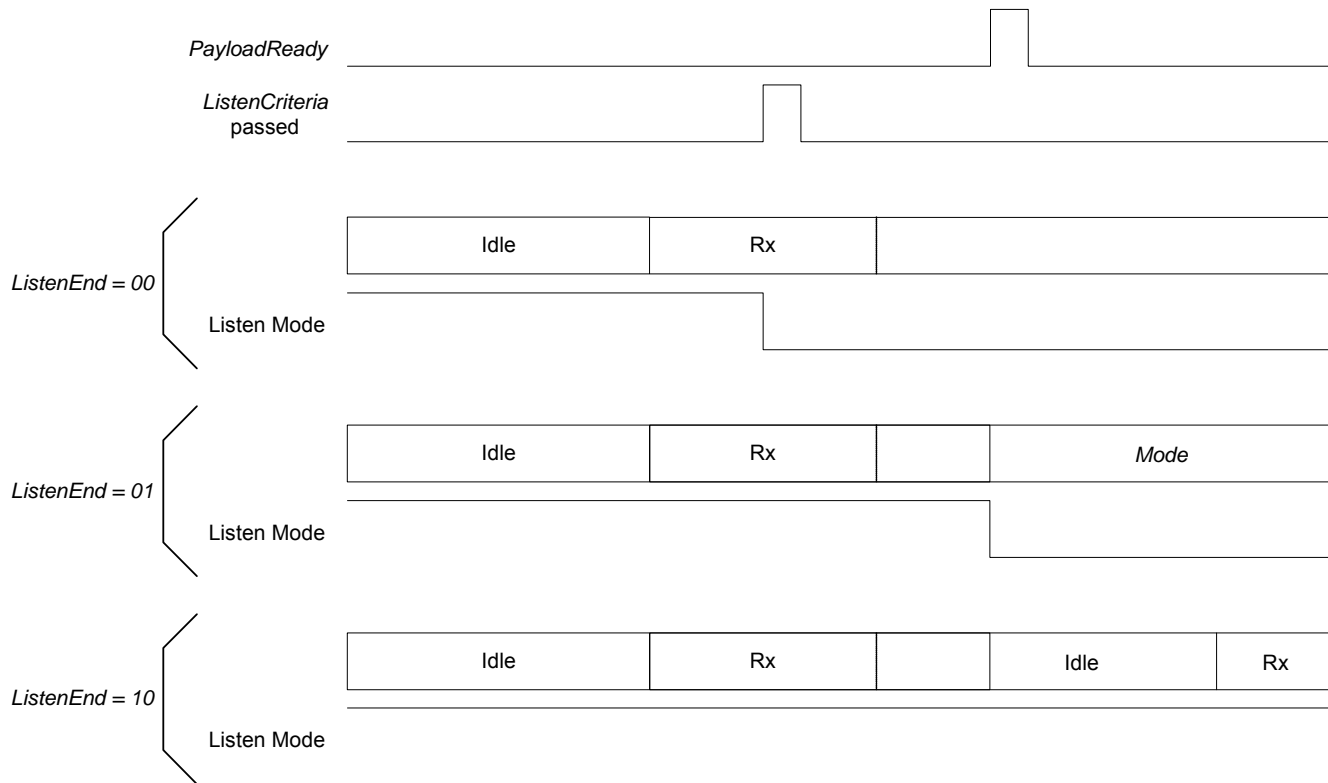 PayloadReady
ListenCriteria
passed
Idle Rx
ListenEnd = 00
Listen Mode
Idle Rx Mode
ListenEnd = 01
Listen Mode
Idle Rx Idle Rx
ListenEnd = 10
Listen Mode